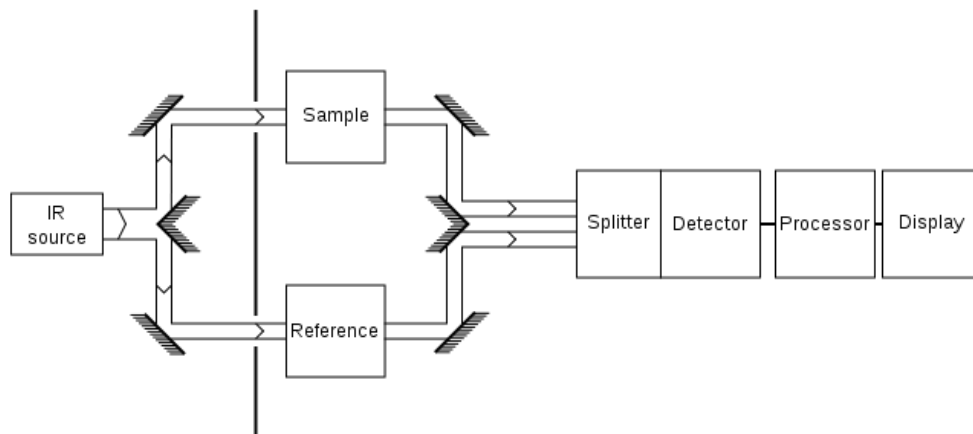 Sample
IR
source
Splitter
Detector
Processor
Display
Reference